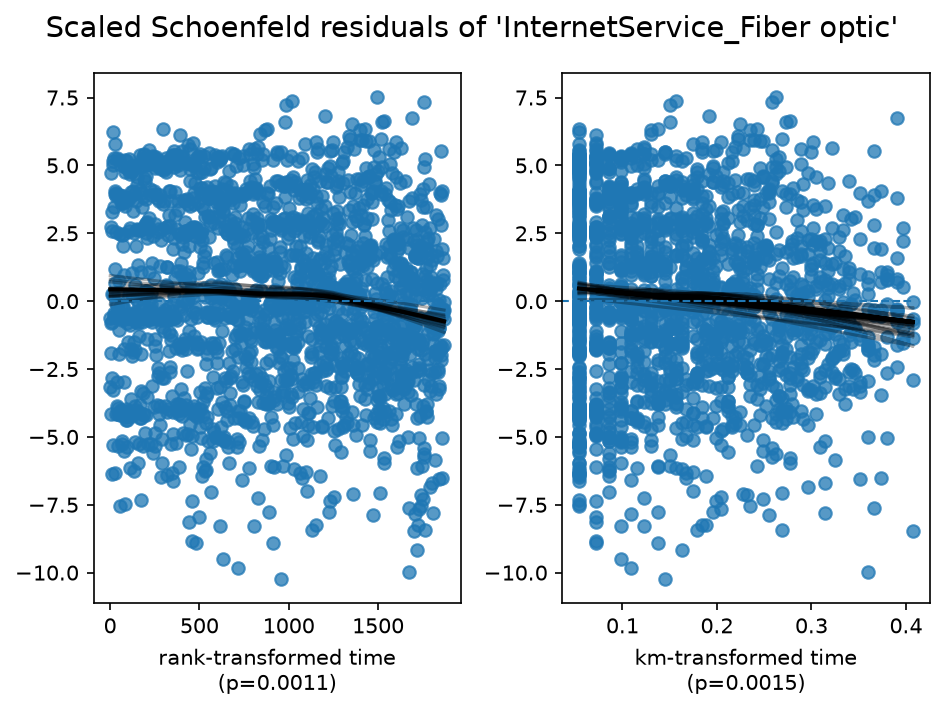 Scaled Schoenfeld residuals of 'InternetService_Fiber optic'
7.5
5.0
2.5
0.0
−2.5
−5.0
−7.5
−10.0
0 500 1000 1500
rank-transformed time
(p=0.0011)
7.5
5.0
2.5
0.0
−2.5
−5.0
−7.5
−10.0
0.1 0.2 0.3 0.4
km-transformed time
(p=0.0015)